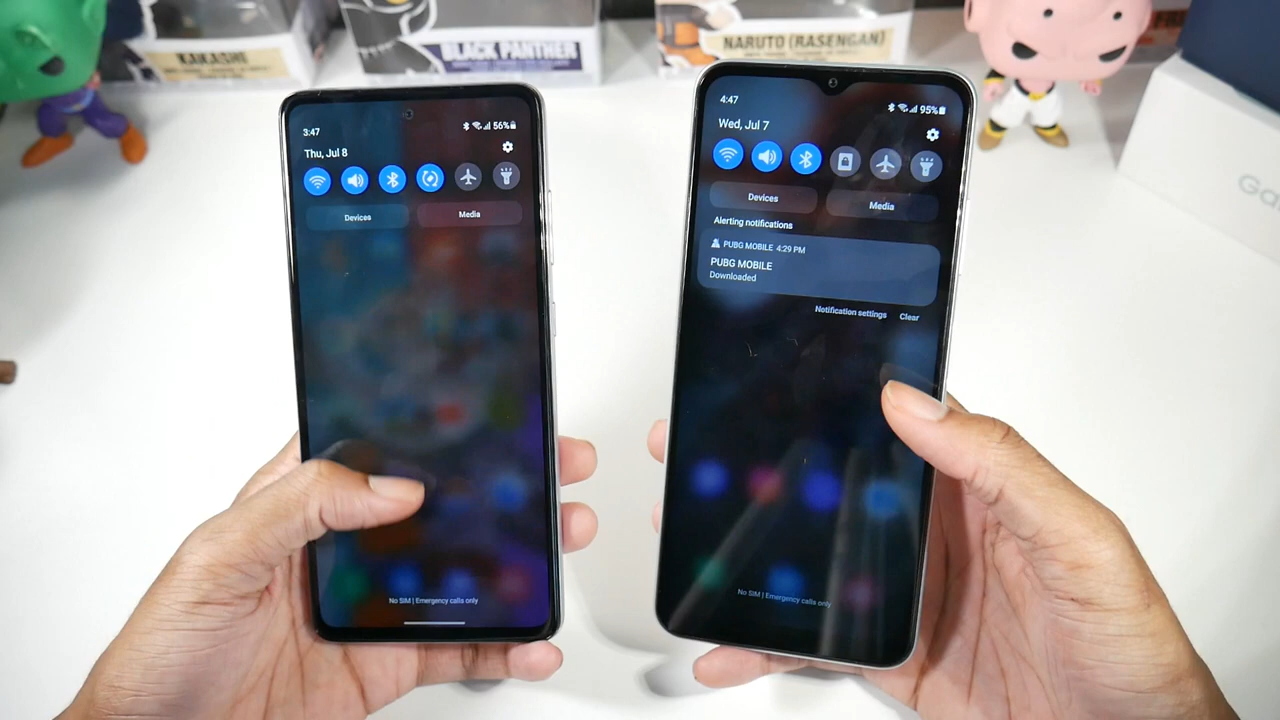 KAKASHI
BLACK PANTHER
NARUTO (RASENGAN)
Ga
3:47
56%
Thu, Jul 8
Devices
Media
No SIM | Emergency calls only
4:47
95%
Wed, Jul 7
Devices
Media
Alerting notifications
PUBG MOBILE 4:29 PM
PUBG MOBILE
Downloaded
Notification settings
Clear
No SIM | Emergency calls only